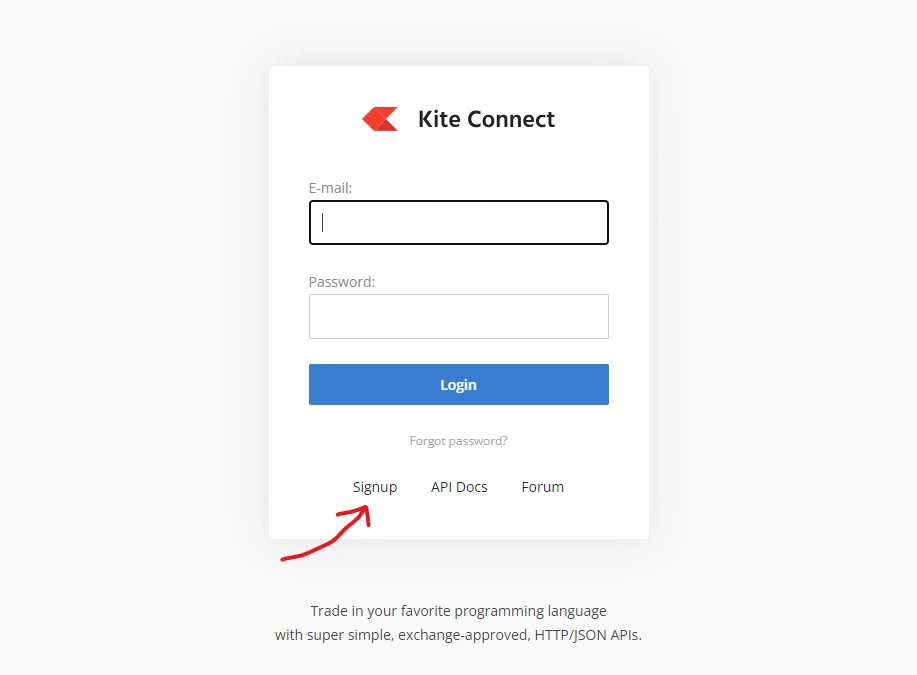 Kite Connect
E-mail:
Password:
Login
Forgot password?
Signup API Docs Forum
Trade in your favorite programming language
with super simple, exchange-approved, HTTP/JSON APIs.